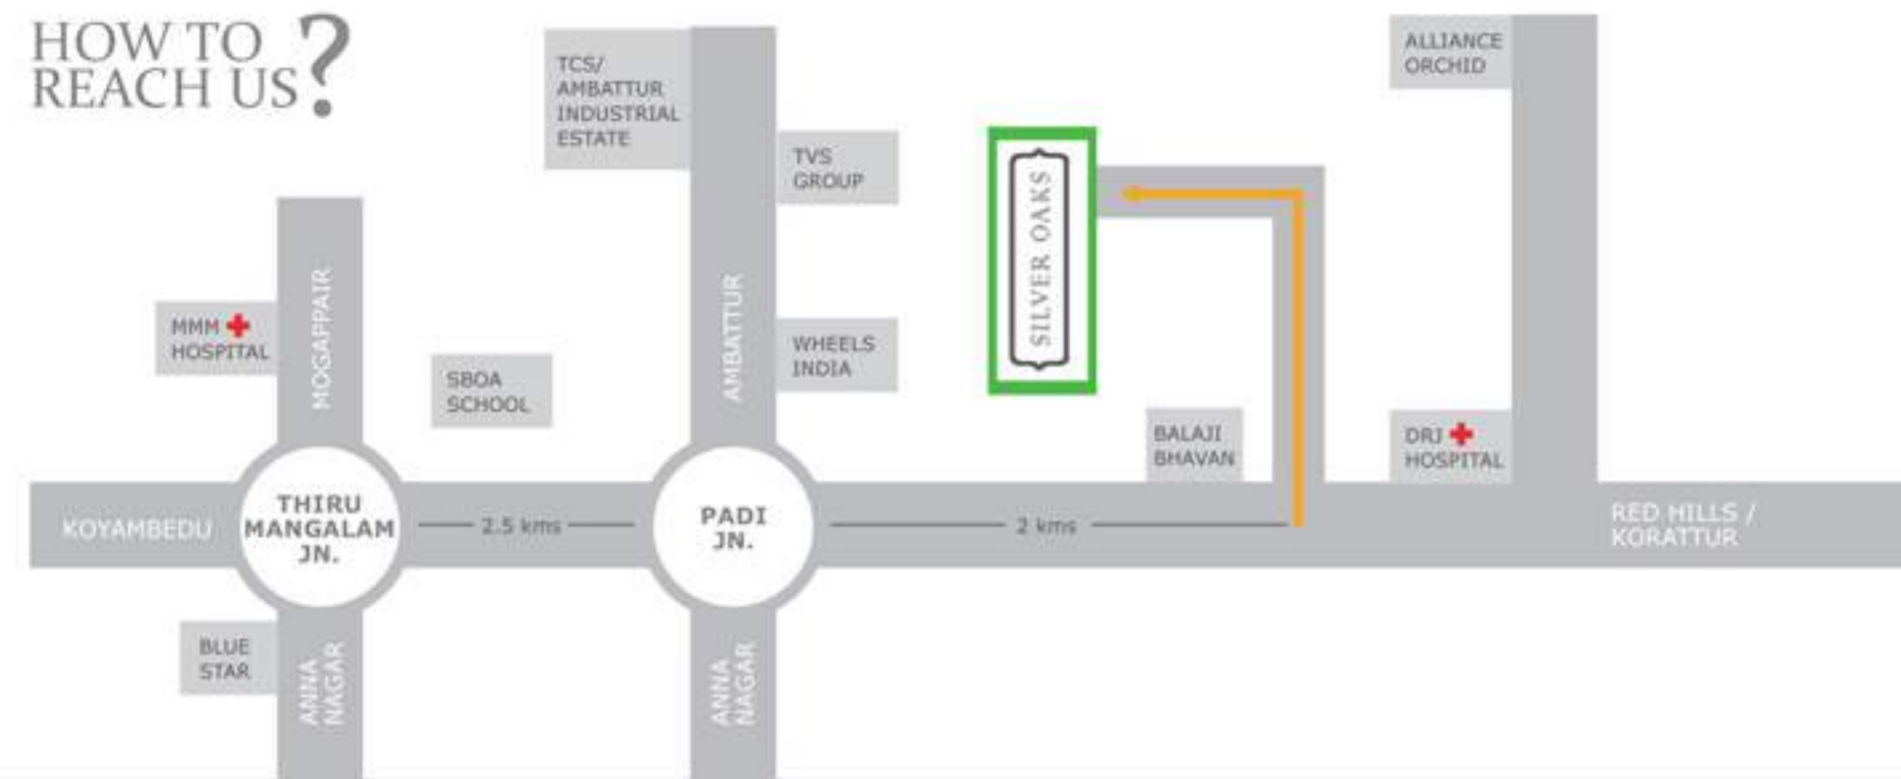 HOW TO
REACH US?
TCS/
AMBATTUR
INDUSTRIAL
ESTATE
TVS
GROUP
ALLIANCE
ORCHID
SILVER OAKS
MOGAPPAIR
MMM
HOSPITAL
SBOA
SCHOOL
AMBATTUR
WHEELS
INDIA
BALAJI
BHAVAN
DRJ
HOSPITAL
KOYAMBEDU
THIRU
MANGALAM
JN.
2.5 kms
PADI
JN.
2 kms
RED HILLS /
KORATTUR
BLUE
STAR
ANNA
NAGAR
ANNA
NAGAR